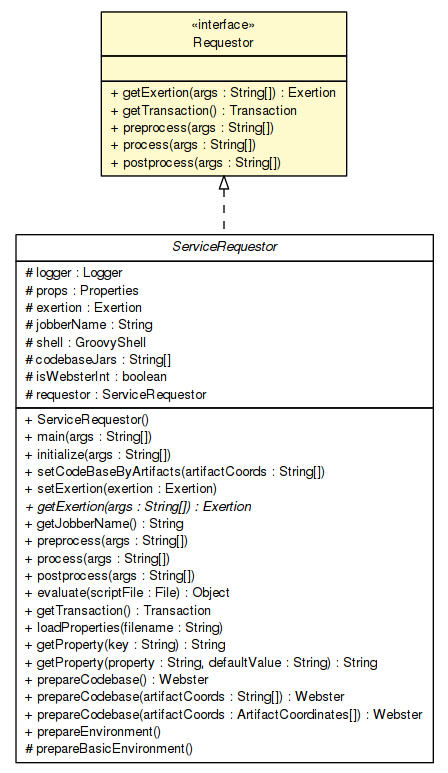 «interface»
Requestor
+ getExertion(args : String[]) : Exertion
+ getTransaction() : Transaction
+ preprocess(args : String[])
+ process(args : String[])
+ postprocess(args : String[])
ServiceRequestor
# logger : Logger
# props : Properties
# exertion : Exertion
# jobberName : String
# shell : GroovyShell
# codebaseJars : String[]
# isWebsterInt : boolean
# requestor : ServiceRequestor
+ ServiceRequestor()
+ main(args : String[])
+ initialize(args : String[])
+ setCodeBaseByArtifacts(artifactCoords : String[])
+ setExertion(exertion : Exertion)
+ getExertion(args : String[]) : Exertion
+ getJobberName() : String
+ preprocess(args : String[])
+ process(args : String[])
+ postprocess(args : String[])
+ evaluate(scriptFile : File) : Object
+ getTransaction() : Transaction
+ loadProperties(filename : String)
+ getProperty(key : String) : String
+ getProperty(property : String, defaultValue : String) : String
+ prepareCodebase() : Webster
+ prepareCodebase(artifactCoords : String[]) : Webster
+ prepareCodebase(artifactCoords : ArtifactCoordinates[]) : Webster
+ prepareEnvironment()
# prepareBasicEnvironment()